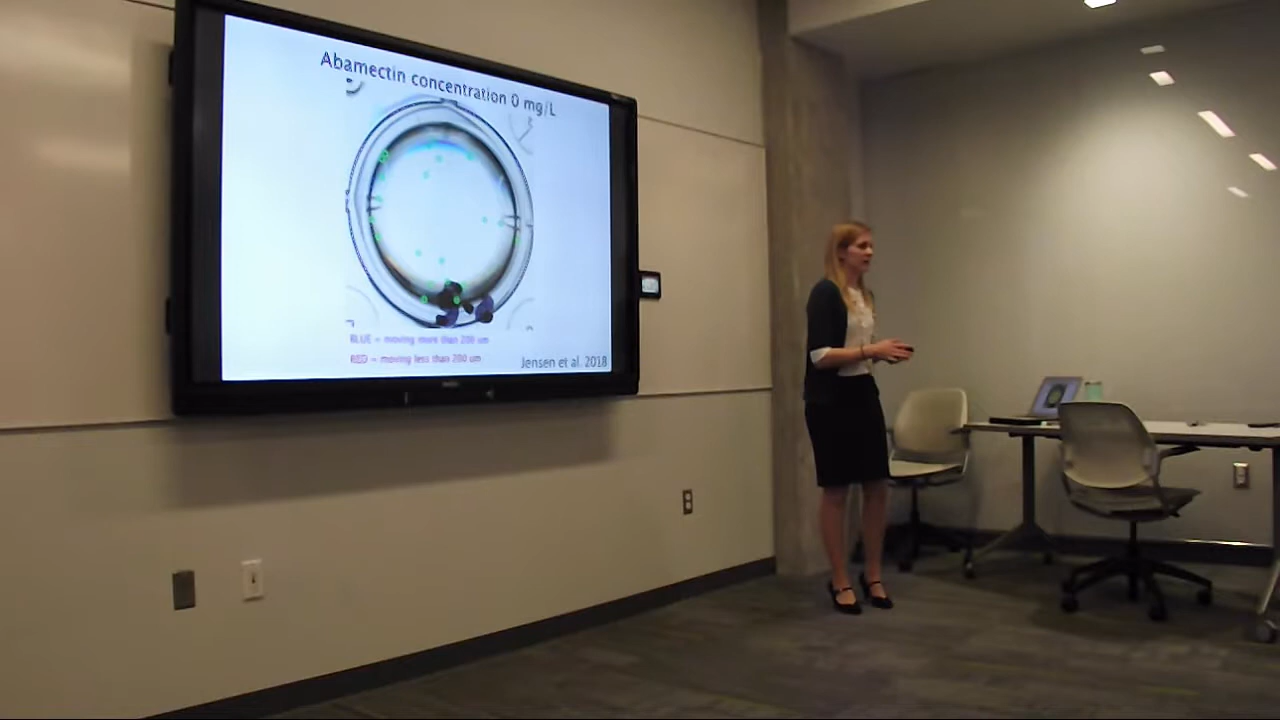 Abamectin concentration 0 mg/L
BLUE = moving more than 200 um
RED = moving less than 200 um
Jensen et al. 2018